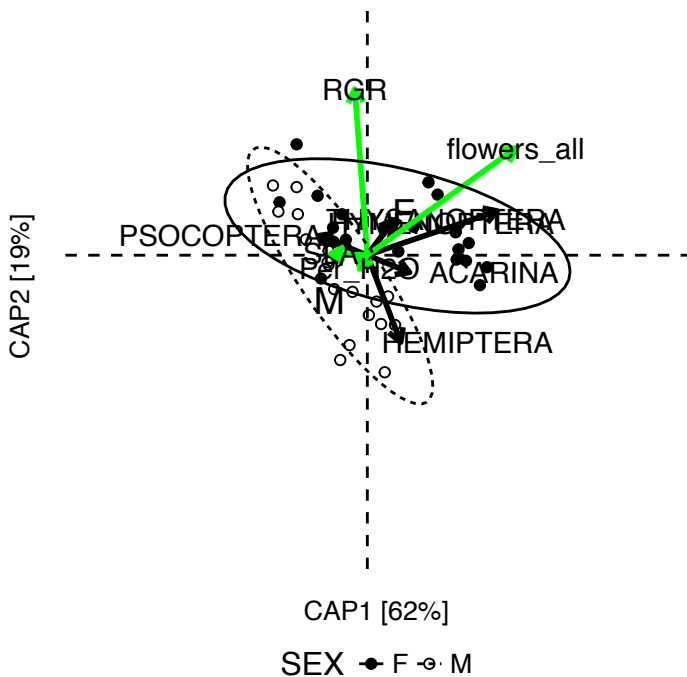 RGR
flowers_all
F
PSOCOPTERA
ACARINA
M
HEMIPTERA
CAP2 [19%]
CAP1 [62%]
SEX F M